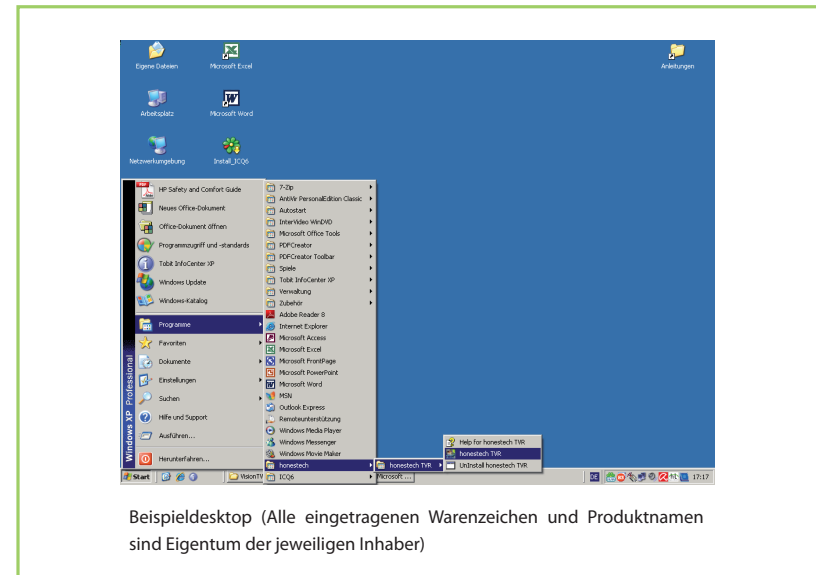 Eigene Dateien
Microsoft Excel
Anleitungen
Arbeitsplatz
Microsoft Word
Netzwerkumgebung
Install_ICQ6
HP Safety and Comfort Guide
Neues Office-Dokument
Office-Dokument öffnen
Programmzugriff und -standards
Tobit InfoCenter XP
Windows Update
Windows-Katalog
Programme
Favoriten
Dokumente
Einstellungen
Suchen
Hilfe und Support
Ausführen...
Herunterfahren...
Windows XP Professional
7-Zip
AntiVir PersonalEdition Classic
Autostart
InterVideo WinDVD
Microsoft Office Tools
PDFCreator
PDFCreator Toolbar
Spiele
Tobit InfoCenter XP
Verwaltung
Zubehör
Adobe Reader 8
Internet Explorer
Microsoft Access
Microsoft Excel
Microsoft FrontPage
Microsoft PowerPoint
Microsoft Word
MSN
Outlook Express
Remoteunterstützung
Windows Media Player
Windows Messenger
Windows Movie Maker
honestech
ICQ6
honestech TVR
Help for honestech TVR
honestech TVR
UnInstall honestech TVR
Start
VisionTV
Microsoft ...
DE
17:17
Beispieldesktop (Alle eingetragenen Warenzeichen und Produktnamen
sind Eigentum der jeweiligen Inhaber)